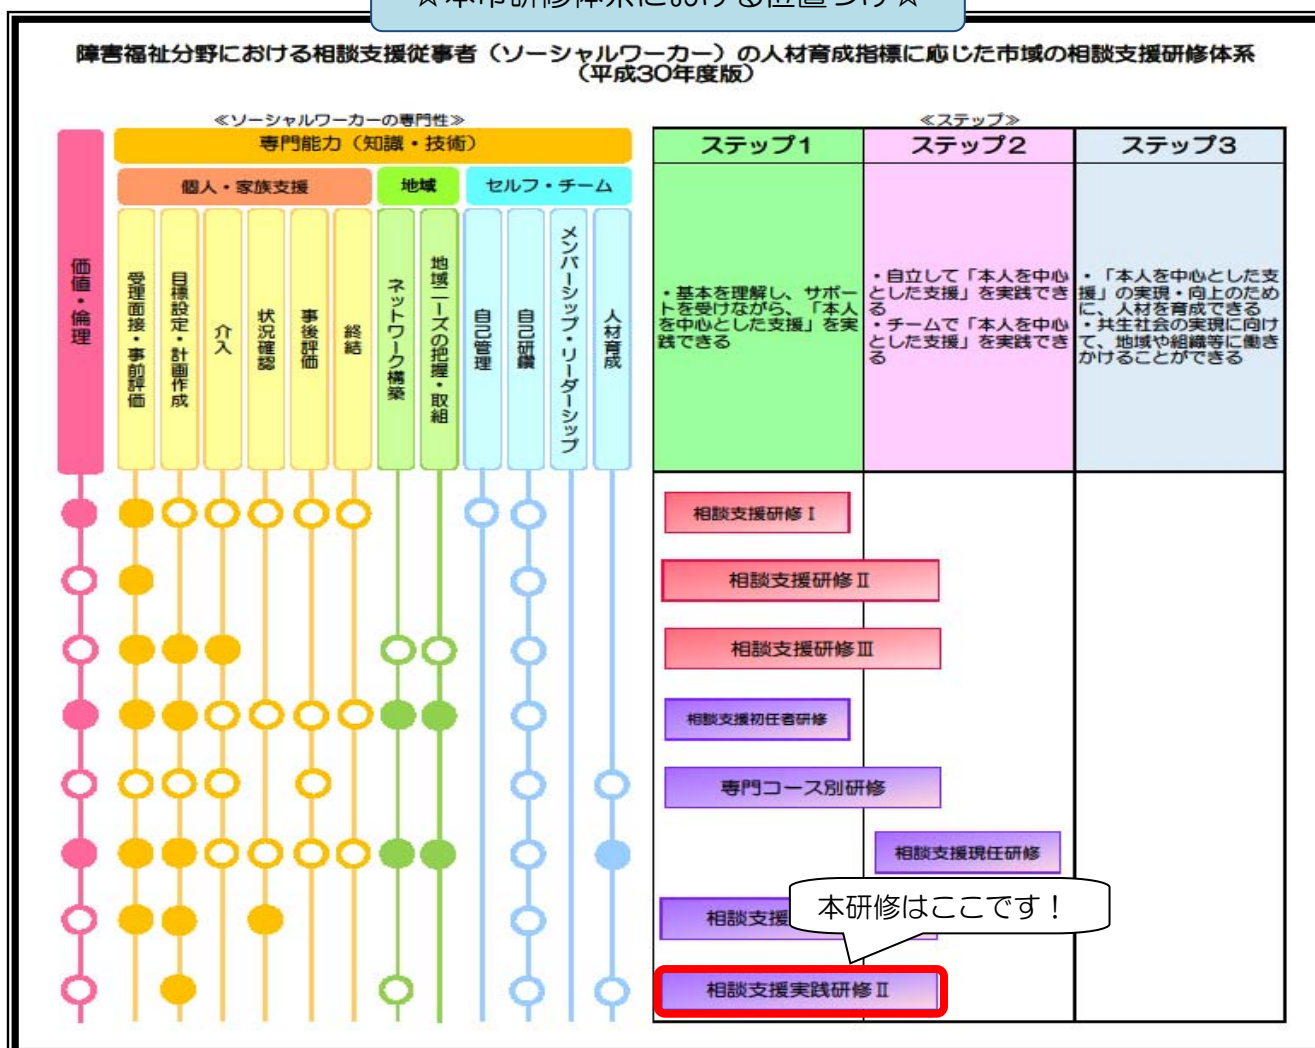 ☆本市研修体系における位置づけ☆
障害福祉分野における相談支援従事者（ソーシャルワーカー）の人材育成指標に応じた市域の相談支援研修体系
（平成30年度版）
≪ソーシャルワーカーの専門性≫
価値・倫理
専門能力（知識・技術）
個人・家族支援
地域
セルフ・チーム
受理面接・事前評価
目標設定・計画作成
介入
状況確認
事後評価
終結
ネットワーク構築
地域ニーズの把握・取組
自己管理
自己研鑽
メンバーシップ・リーダーシップ
人材育成
≪ステップ≫
ステップ1
ステップ2
ステップ3
・基本を理解し、サポー
トを受けながら、「本人
を中心とした支援」を実
践できる
・自立して「本人を中心
とした支援」を実践でき
る
・チームで「本人を中心
とした支援」を実践でき
る
・「本人を中心とした支
援」の実現・向上のため
に、人材を育成できる
・共生社会の実現に向け
て、地域や組織等に働き
かけることができる
相談支援研修Ⅰ
相談支援研修Ⅱ
相談支援研修Ⅲ
相談支援初任者研修
専門コース別研修
相談支援現任研修
相談支援
本研修はここです！
相談支援実践研修Ⅱ